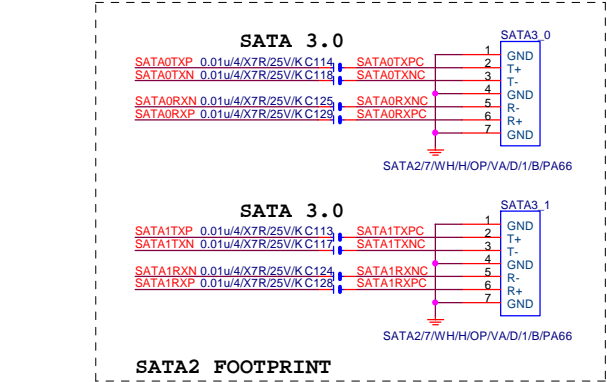 SATA 3.0
SATA3_0
1 GND
SATA0TXP 0.01u/4/X7R/25V/K C114 SATA0TXPC 2 T+
SATA0TXN 0.01u/4/X7R/25V/K C118 SATA0TXNC 3 T-
4 GND
SATA0RXN 0.01u/4/X7R/25V/K C125 SATA0RXNC 5 R-
SATA0RXP 0.01u/4/X7R/25V/K C129 SATA0RXPC 6 R+
7 GND
SATA2/7/WH/H/OP/VA/D/1/B/PA66
SATA 3.0
SATA3_1
1 GND
SATA1TXP 0.01u/4/X7R/25V/K C113 SATA1TXPC 2 T+
SATA1TXN 0.01u/4/X7R/25V/K C117 SATA1TXNC 3 T-
4 GND
SATA1RXN 0.01u/4/X7R/25V/K C124 SATA1RXNC 5 R-
SATA1RXP 0.01u/4/X7R/25V/K C128 SATA1RXPC 6 R+
7 GND
SATA2/7/WH/H/OP/VA/D/1/B/PA66
SATA2 FOOTPRINT